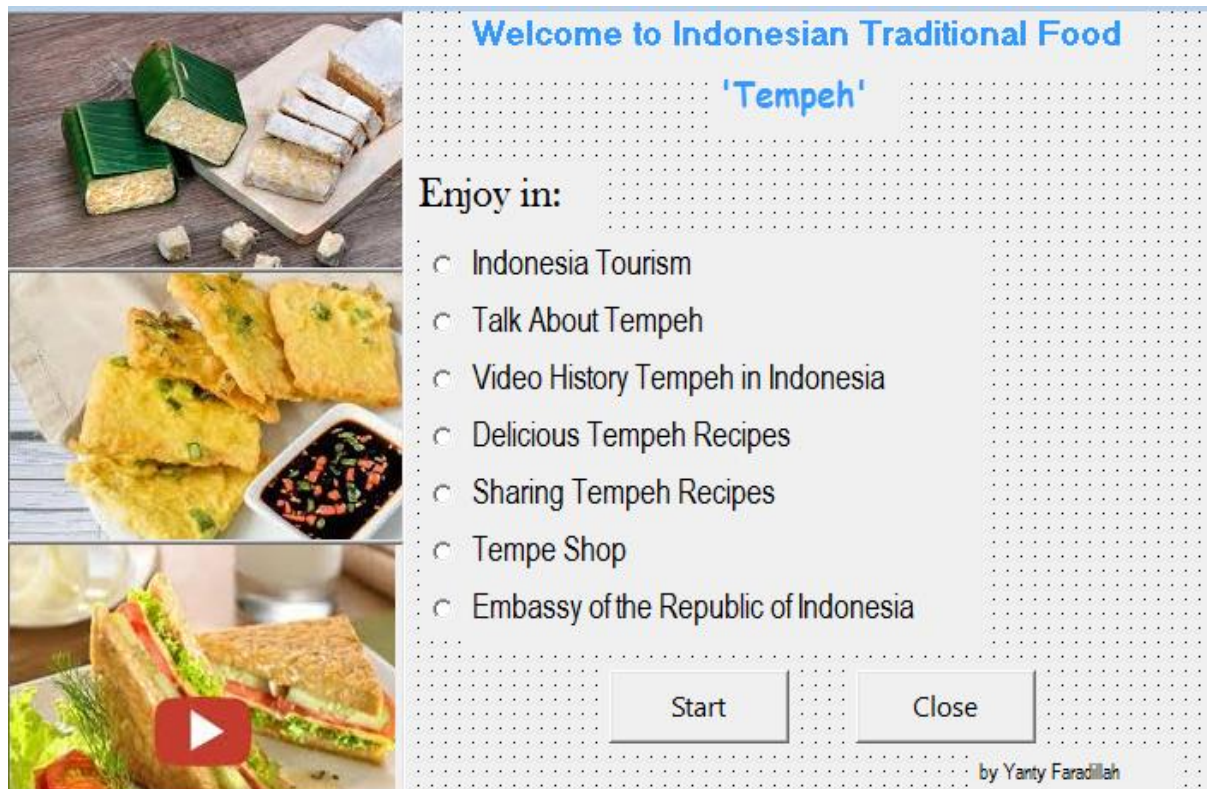 Welcome to Indonesian Traditional Food
'Tempeh'
Enjoy in:
Indonesia Tourism
Talk About Tempeh
Video History Tempeh in Indonesia
Delicious Tempeh Recipes
Sharing Tempeh Recipes
Tempe Shop
Embassy of the Republic of Indonesia
Start
Close
by Yanty Faradillah